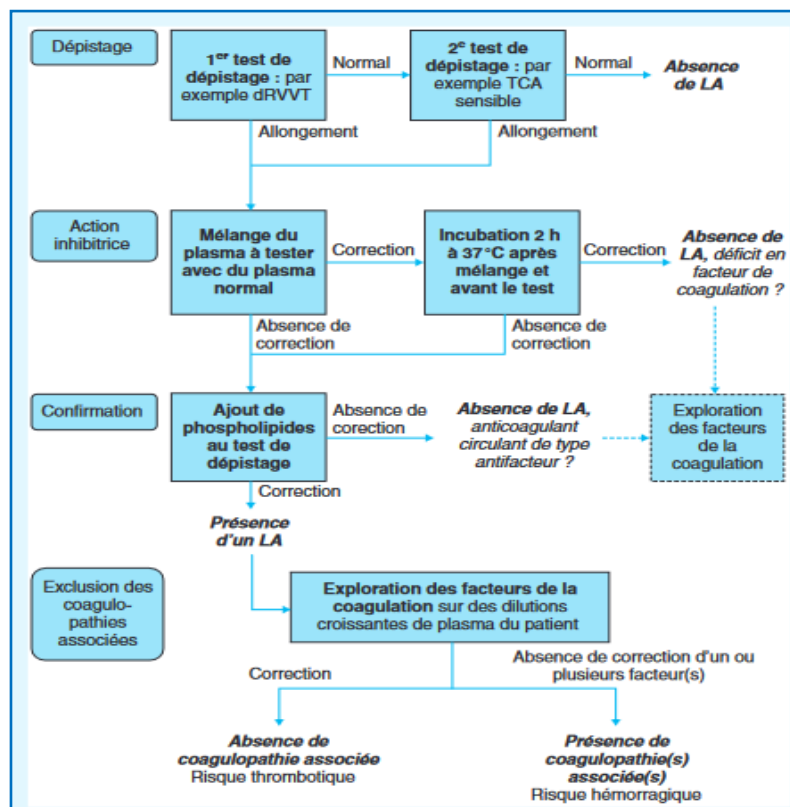 Dépistage
1er test de
dépistage : par
exemple dRVVT
Normal
2e test de
dépistage : par
exemple TCA
sensible
Normal
Absence
de LA
Allongement
Allongement
Action
inhibitrice
Mélange du
plasma à tester
avec du plasma
normal
Correction
Incubation 2 h
à 37 °C après
mélange et
avant le test
Correction
Absence de
LA, déficit en
facteur de
coagulation ?
Absence de
correction
Absence de
correction
Confirmation
Ajout de
phospholipides
au test de
dépistage
Absence de
corection
Absence de LA,
anticoagulant
circulant de type
antifacteur ?
Exploration
des facteurs
de la
coagulation
Correction
Présence
d'un LA
Exclusion des
coagulo-
pathies
associées
Exploration des facteurs de la
coagulation sur des dilutions
croissantes de plasma du patient
Correction
Absence de correction d'un ou
plusieurs facteur(s)
Absence de
coagulopathie associée
Risque thrombotique
Présence de
coagulopathie(s)
associée(s)
Risque hémorragique